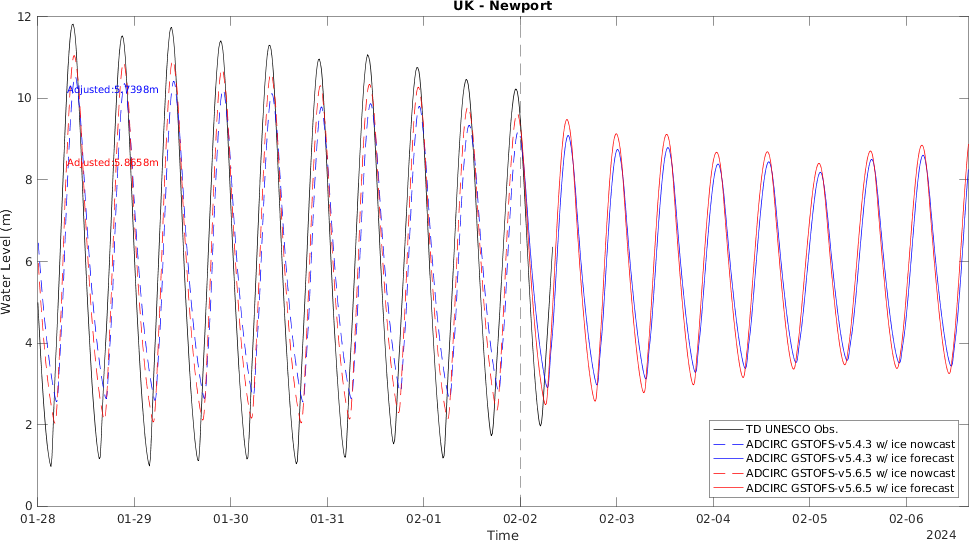 UK - Newport
12
10
8
6
4
2
0
Water Level (m)
Adjusted:5.7398m
Adjusted:5.8658m
TD UNESCO Obs.
ADCIRC GSTOFS-v5.4.3 w/ ice nowcast
ADCIRC GSTOFS-v5.4.3 w/ ice forecast
ADCIRC GSTOFS-v5.6.5 w/ ice nowcast
ADCIRC GSTOFS-v5.6.5 w/ ice forecast
01-28 01-29 01-30 01-31 02-01 02-02 02-03 02-04 02-05 02-06
Time
2024